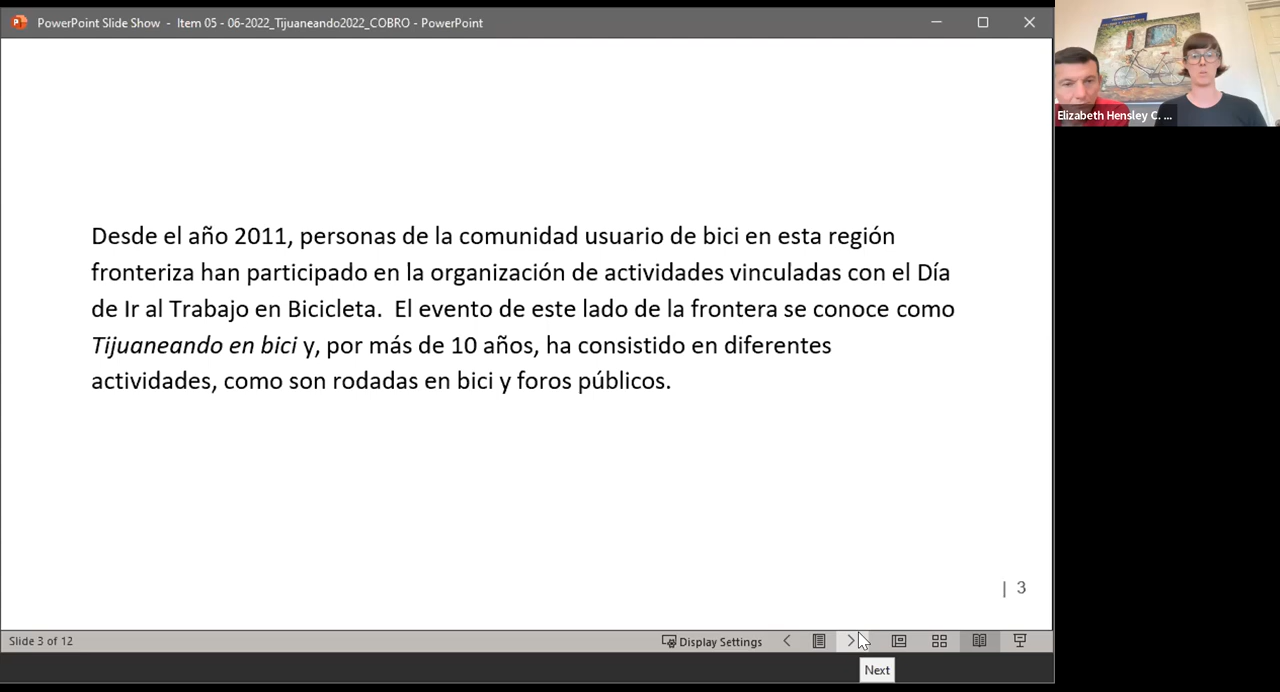 PowerPoint Slide Show - Item 05 - 06-2022_Tijuaneando2022_COBRO - PowerPoint
Elizabeth Hensley C. ...
Desde el año 2011, personas de la comunidad usuario de bici en esta región
fronteriza han participado en la organización de actividades vinculadas con el Día
de Ir al Trabajo en Bicicleta.  El evento de este lado de la frontera se conoce como
Tijuaneando en bici y, por más de 10 años, ha consistido en diferentes
actividades, como son rodadas en bici y foros públicos.
| 3
Slide 3 of 12
Display Settings
Next